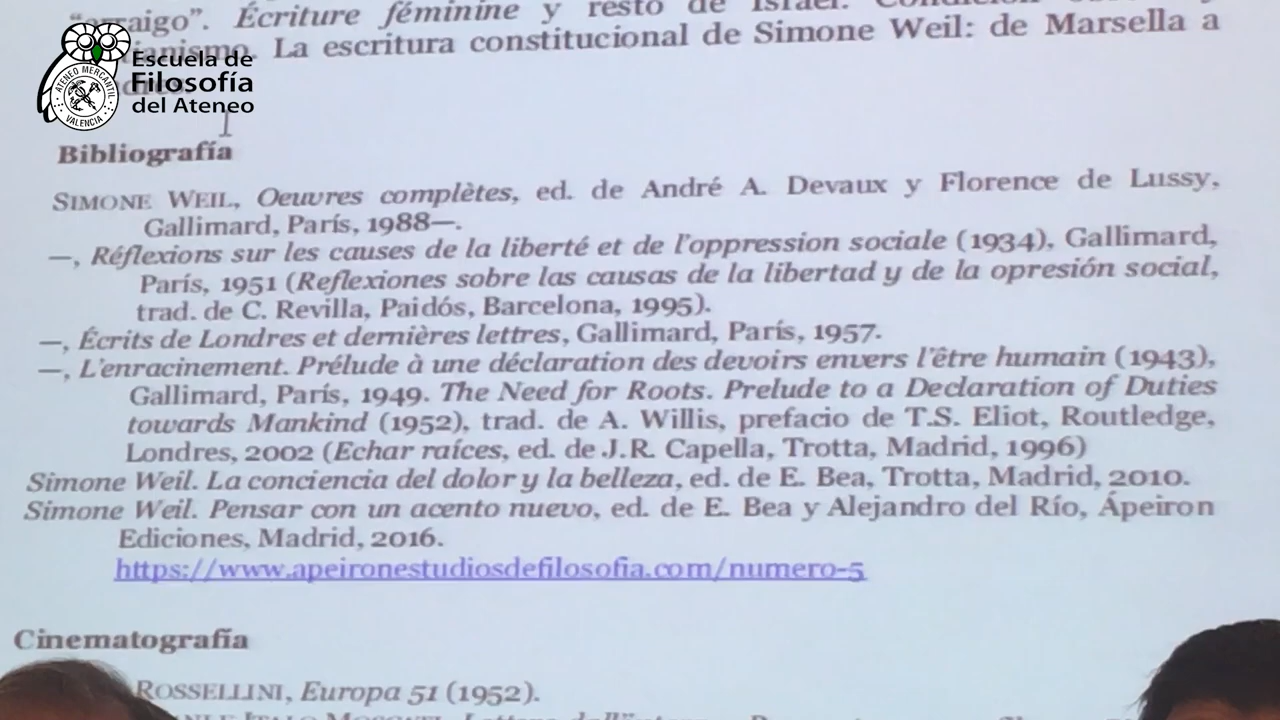 "arraigo". Écriture féminine y resto de Israel.
La escritura constitucional de Simone Weil: de Marsella a
Escuela de
Filosofía
del Ateneo
ATENEO MERCANTIL
VALENCIA
Bibliografía
SIMONE WEIL, Oeuvres complètes, ed. de André A. Devaux y Florence de Lussy,
Gallimard, París, 1988—.
—, Réflexions sur les causes de la liberté et de l'oppression sociale (1934), Gallimard,
París, 1951 (Reflexiones sobre las causas de la libertad y de la opresión social,
trad. de C. Revilla, Paidós, Barcelona, 1995).
—, Écrits de Londres et dernières lettres, Gallimard, París, 1957.
—, L'enracinement. Prélude à une déclaration des devoirs envers l'être humain (1943),
Gallimard, París, 1949. The Need for Roots. Prelude to a Declaration of Duties
towards Mankind (1952), trad. de A. Willis, prefacio de T.S. Eliot, Routledge,
Londres, 2002 (Echar raíces, ed. de J.R. Capella, Trotta, Madrid, 1996)
Simone Weil. La conciencia del dolor y la belleza, ed. de E. Bea, Trotta, Madrid, 2010.
Simone Weil. Pensar con un acento nuevo, ed. de E. Bea y Alejandro del Río, Ápeiron
Ediciones, Madrid, 2016.
https://www.apeironestudiosdefilosofia.com/numero-5
Cinematografía
ROSSELLINI, Europa 51 (1952).